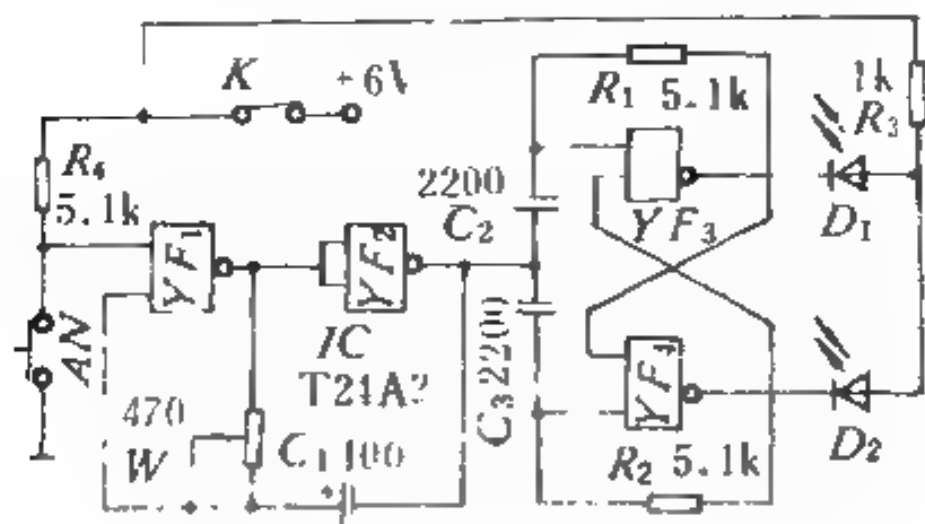 K
+6V
R₄
5.1k
AN
YF₁
YF₂
IC
470
W
C₁ 100
2200
C₂
C₃ 2200
R₁ 5.1k
YF₃
YF₄
R₂ 5.1k
1k
R₃
D₁
D₂